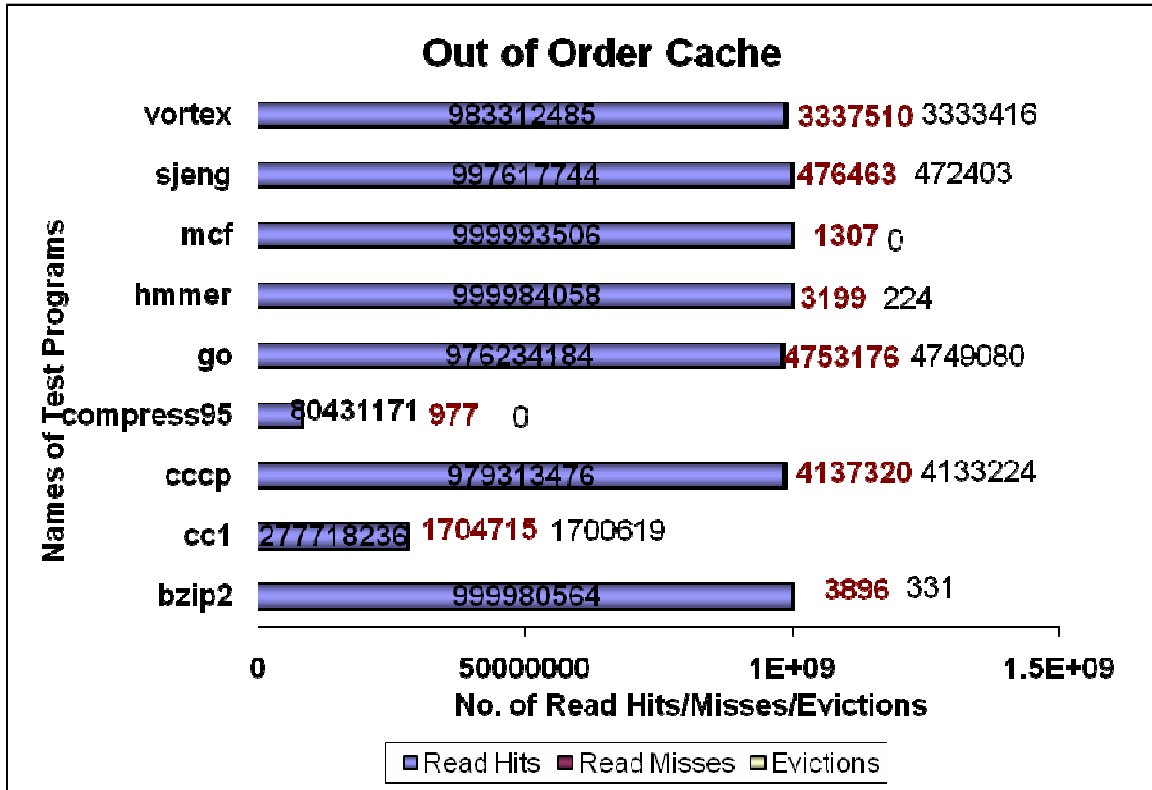 Out of Order Cache
Names of Test Programs
vortex 983312485 3337510 3333416
sjeng 997617744 476463 472403
mcf 999993506 1307 0
hmmer 999984058 3199 224
go 976234184 4753176 4749080
compress95 80431171 977 0
cccp 979313476 4137320 4133224
cc1 277718236 1704715 1700619
bzip2 999980564 3896 331
0 50000000 1E+09 1.5E+09
No. of Read Hits/Misses/Evictions
Read Hits Read Misses Evictions